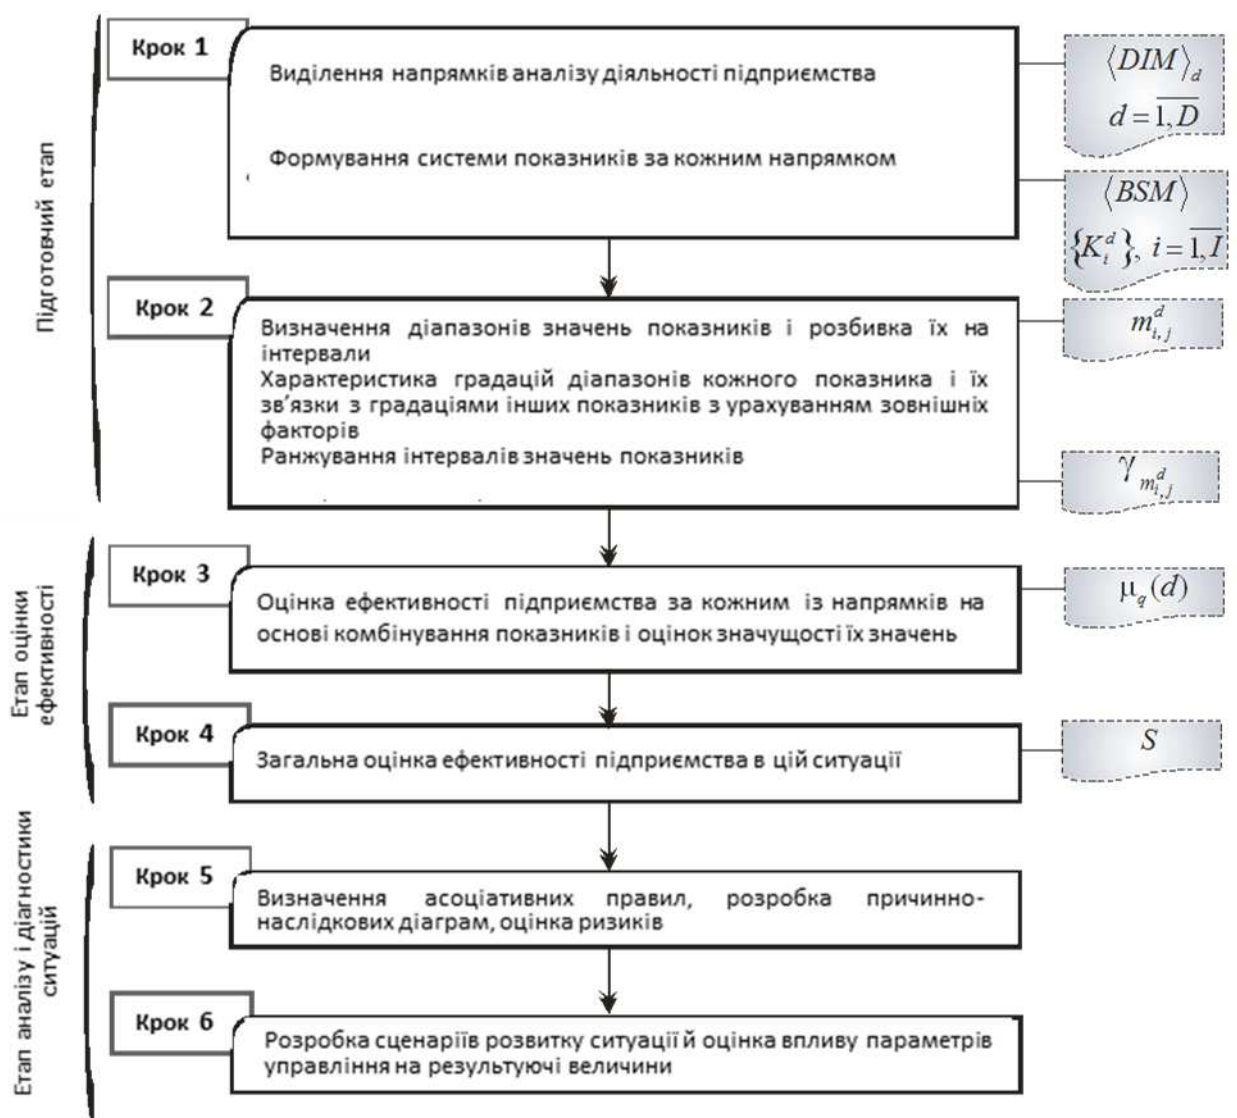 Підготовчий етап
Крок 1
Виділення напрямків аналізу діяльності підприємства
Формування системи показників за кожним напрямком
⟨DIM⟩_d
d = \overline{1,D}
⟨BSM⟩
{K_i^d}, i = \overline{1,I}
Крок 2
Визначення діапазонів значень показників і розбивка їх на
інтервали
Характеристика градацій діапазонів кожного показника і їх
зв’язки з градаціями інших показників з урахуванням зовнішніх
факторів
Ранжування інтервалів значень показників
m_{i,j}^d
γ_{m_{i,j}^d}
Етап оцінки
ефективності
Крок 3
Оцінка ефективності підприємства за кожним із напрямків на
основі комбінування показників і оцінок значущості їх значень
μ_q(d)
Крок 4
Загальна оцінка ефективності підприємства в цій ситуації
S
Етап аналізу і діагностики
ситуацій
Крок 5
Визначення асоціативних правил, розробка причинно-
наслідкових діаграм, оцінка ризиків
Крок 6
Розробка сценаріїв розвитку ситуації й оцінка впливу параметрів
управління на результуючі величини